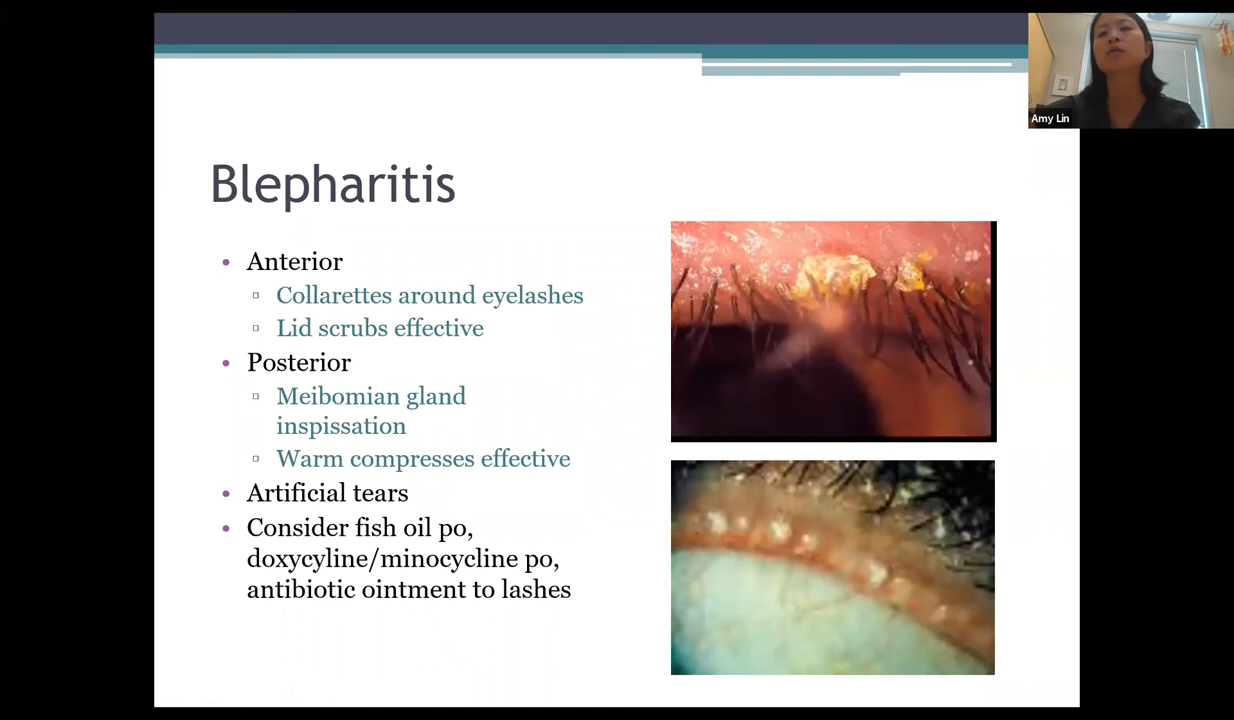 Amy Lin
Blepharitis
• Anterior
▫ Collarettes around eyelashes
▫ Lid scrubs effective
• Posterior
▫ Meibomian gland
inspissation
▫ Warm compresses effective
• Artificial tears
• Consider fish oil po,
doxycyline/minocycline po,
antibiotic ointment to lashes